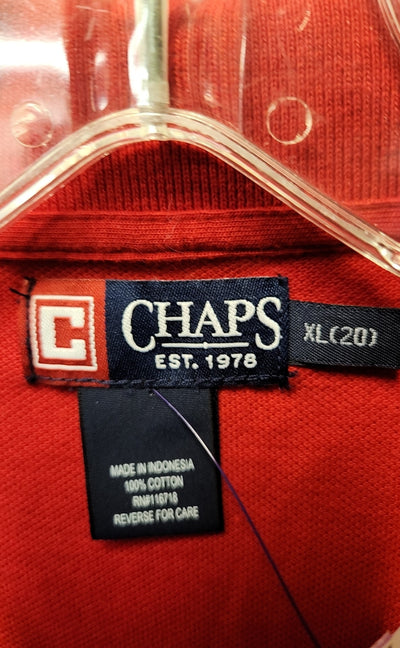 C
CHAPS
EST. 1978
XL(20)
MADE IN INDONESIA
100% COTTON
RN#116718
REVERSE FOR CARE